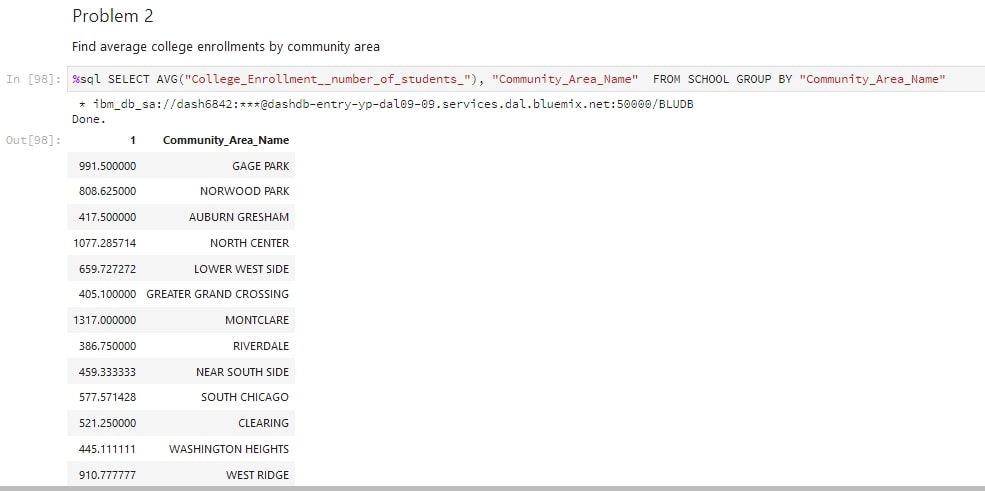 Problem 2
Find average college enrollments by community area
In [98]: %sql SELECT AVG("College_Enrollment__number_of_students_"), "Community_Area_Name"  FROM SCHOOL GROUP BY "Community_Area_Name"
* ibm_db_sa://dash6842:***@dashdb-entry-yp-dal09-09.services.dal.bluemix.net:50000/BLUDB
Done.
Out[98]: 1 Community_Area_Name
991.500000 GAGE PARK
808.625000 NORWOOD PARK
417.500000 AUBURN GRESHAM
1077.285714 NORTH CENTER
659.727272 LOWER WEST SIDE
405.100000 GREATER GRAND CROSSING
1317.000000 MONTCLARE
386.750000 RIVERDALE
459.333333 NEAR SOUTH SIDE
577.571428 SOUTH CHICAGO
521.250000 CLEARING
445.111111 WASHINGTON HEIGHTS
910.777777 WEST RIDGE